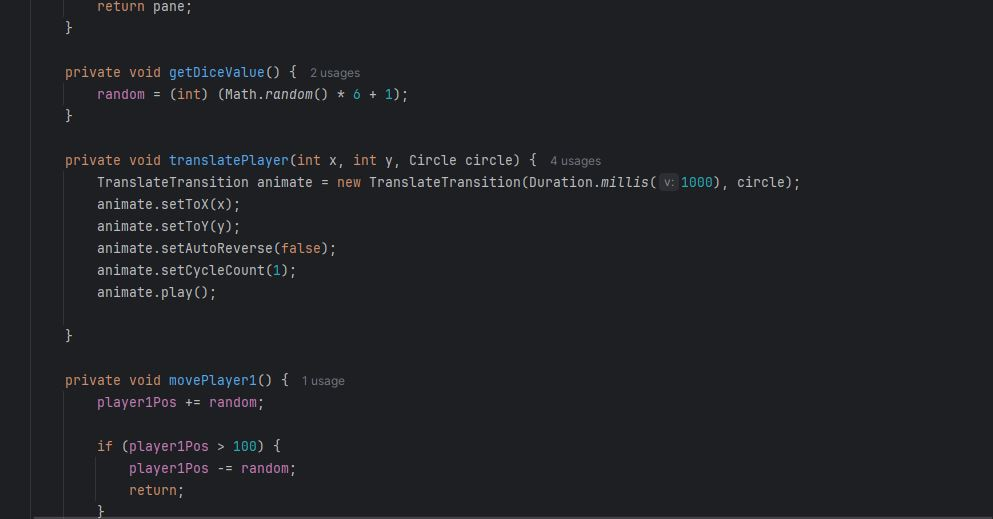 return pane;
}
private void getDiceValue() { 2 usages
random = (int) (Math.random() * 6 + 1);
}
private void translatePlayer(int x, int y, Circle circle) { 4 usages
TranslateTransition animate = new TranslateTransition(Duration.millis( v: 1000), circle);
animate.setToX(x);
animate.setToY(y);
animate.setAutoReverse(false);
animate.setCycleCount(1);
animate.play();
}
private void movePlayer1() { 1 usage
player1Pos += random;
if (player1Pos > 100) {
player1Pos -= random;
return;
}